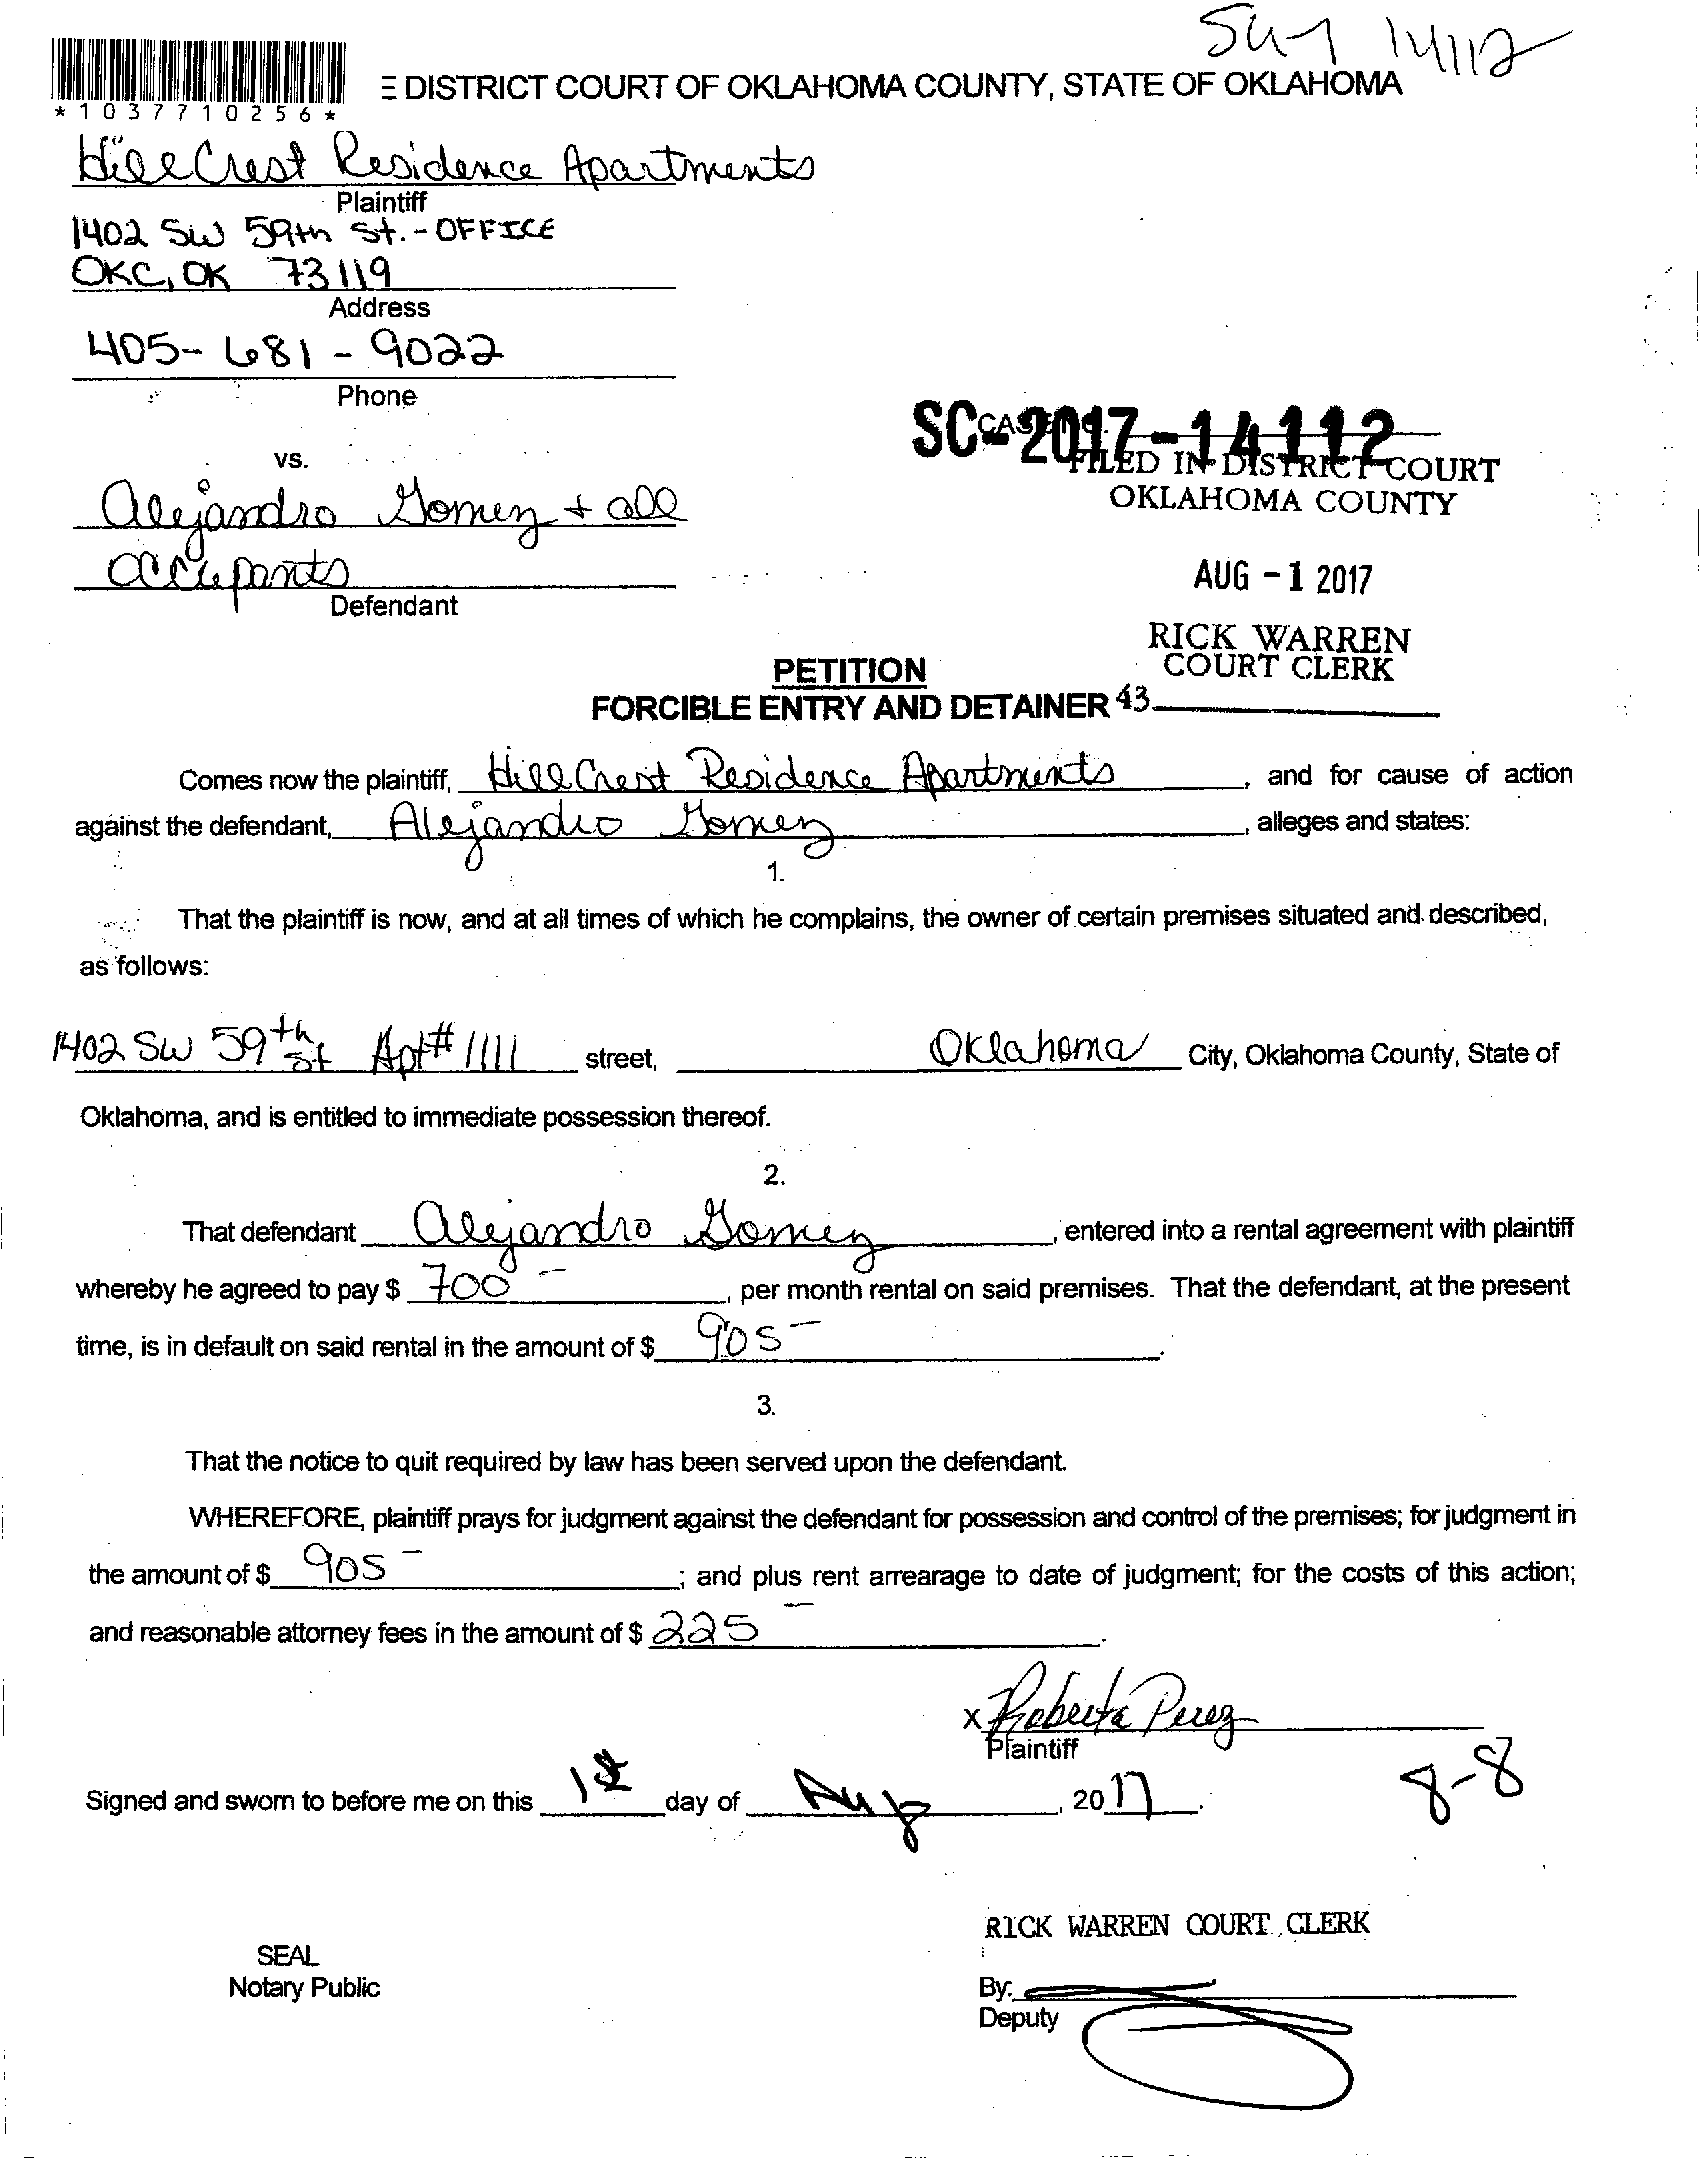 SC-17 14112
*1037710256*
E DISTRICT COURT OF OKLAHOMA COUNTY, STATE OF OKLAHOMA
HillCrest Residence Apartments
Plaintiff
1402 SW 59th St. - OFFICE
OKC, OK 73119
Address
405-681-9022
Phone
SC-2017-14112
CASE
FILED IN DISTRICT COURT
OKLAHOMA COUNTY
vs.
Alejandro Gomez + all
occupants
Defendant
AUG - 1 2017
RICK WARREN
COURT CLERK
43
PETITION
FORCIBLE ENTRY AND DETAINER
Comes now the plaintiff, HillCrest Residence Apartments, and for cause of action
against the defendant, Alejandro Gomez, alleges and states:
1.
That the plaintiff is now, and at all times of which he complains, the owner of certain premises situated and described,
as follows:
1402 SW 59th St Apt# 1111 street, Oklahoma City, Oklahoma County, State of
Oklahoma, and is entitled to immediate possession thereof.
2.
That defendant Alejandro Gomez, entered into a rental agreement with plaintiff
whereby he agreed to pay $ 700 -, per month rental on said premises. That the defendant, at the present
time, is in default on said rental in the amount of $ 905 -.
3.
That the notice to quit required by law has been served upon the defendant.
WHEREFORE, plaintiff prays for judgment against the defendant for possession and control of the premises; for judgment in
the amount of $ 905 -; and plus rent arrearage to date of judgment; for the costs of this action;
and reasonable attorney fees in the amount of $ 225 -.
x Roberta Perez
Plaintiff
8-8
Signed and sworn to before me on this 1st day of Aug, 2017.
RICK WARREN COURT CLERK
SEAL
Notary Public
By:
Deputy